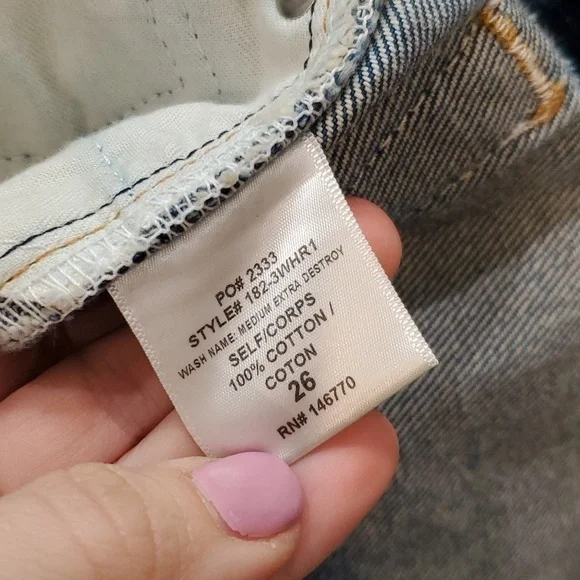 PO# 2333
STYLE# 182-3WHR1
WASH NAME: MEDIUM EXTRA DESTROY
SELF/CORPS
100% COTTON /
COTON
26
RN# 146770